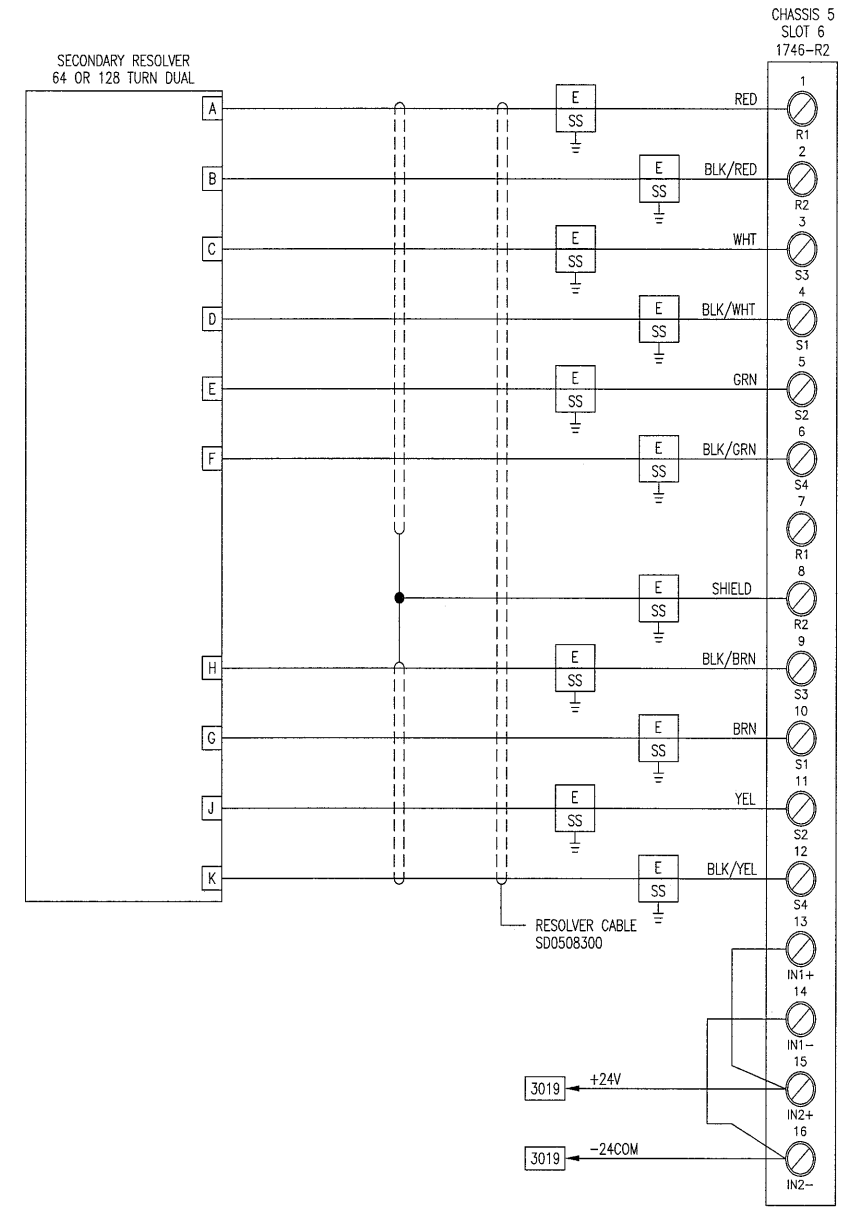 CHASSIS 5
SLOT 6
1746-R2
SECONDARY RESOLVER
64 OR 128 TURN DUAL
1
A
E
SS
RED
R1
2
B
E
SS
BLK/RED
R2
3
C
E
SS
WHT
S3
4
D
E
SS
BLK/WHT
S1
5
E
E
SS
GRN
S2
6
F
E
SS
BLK/GRN
S4
7
R1
8
E
SS
SHIELD
R2
9
H
E
SS
BLK/BRN
S3
10
G
E
SS
BRN
S1
11
J
E
SS
YEL
S2
12
K
E
SS
BLK/YEL
S4
RESOLVER CABLE
SD0508300
13
IN1+
14
IN1-
15
3019
+24V
IN2+
16
3019
-24COM
IN2-